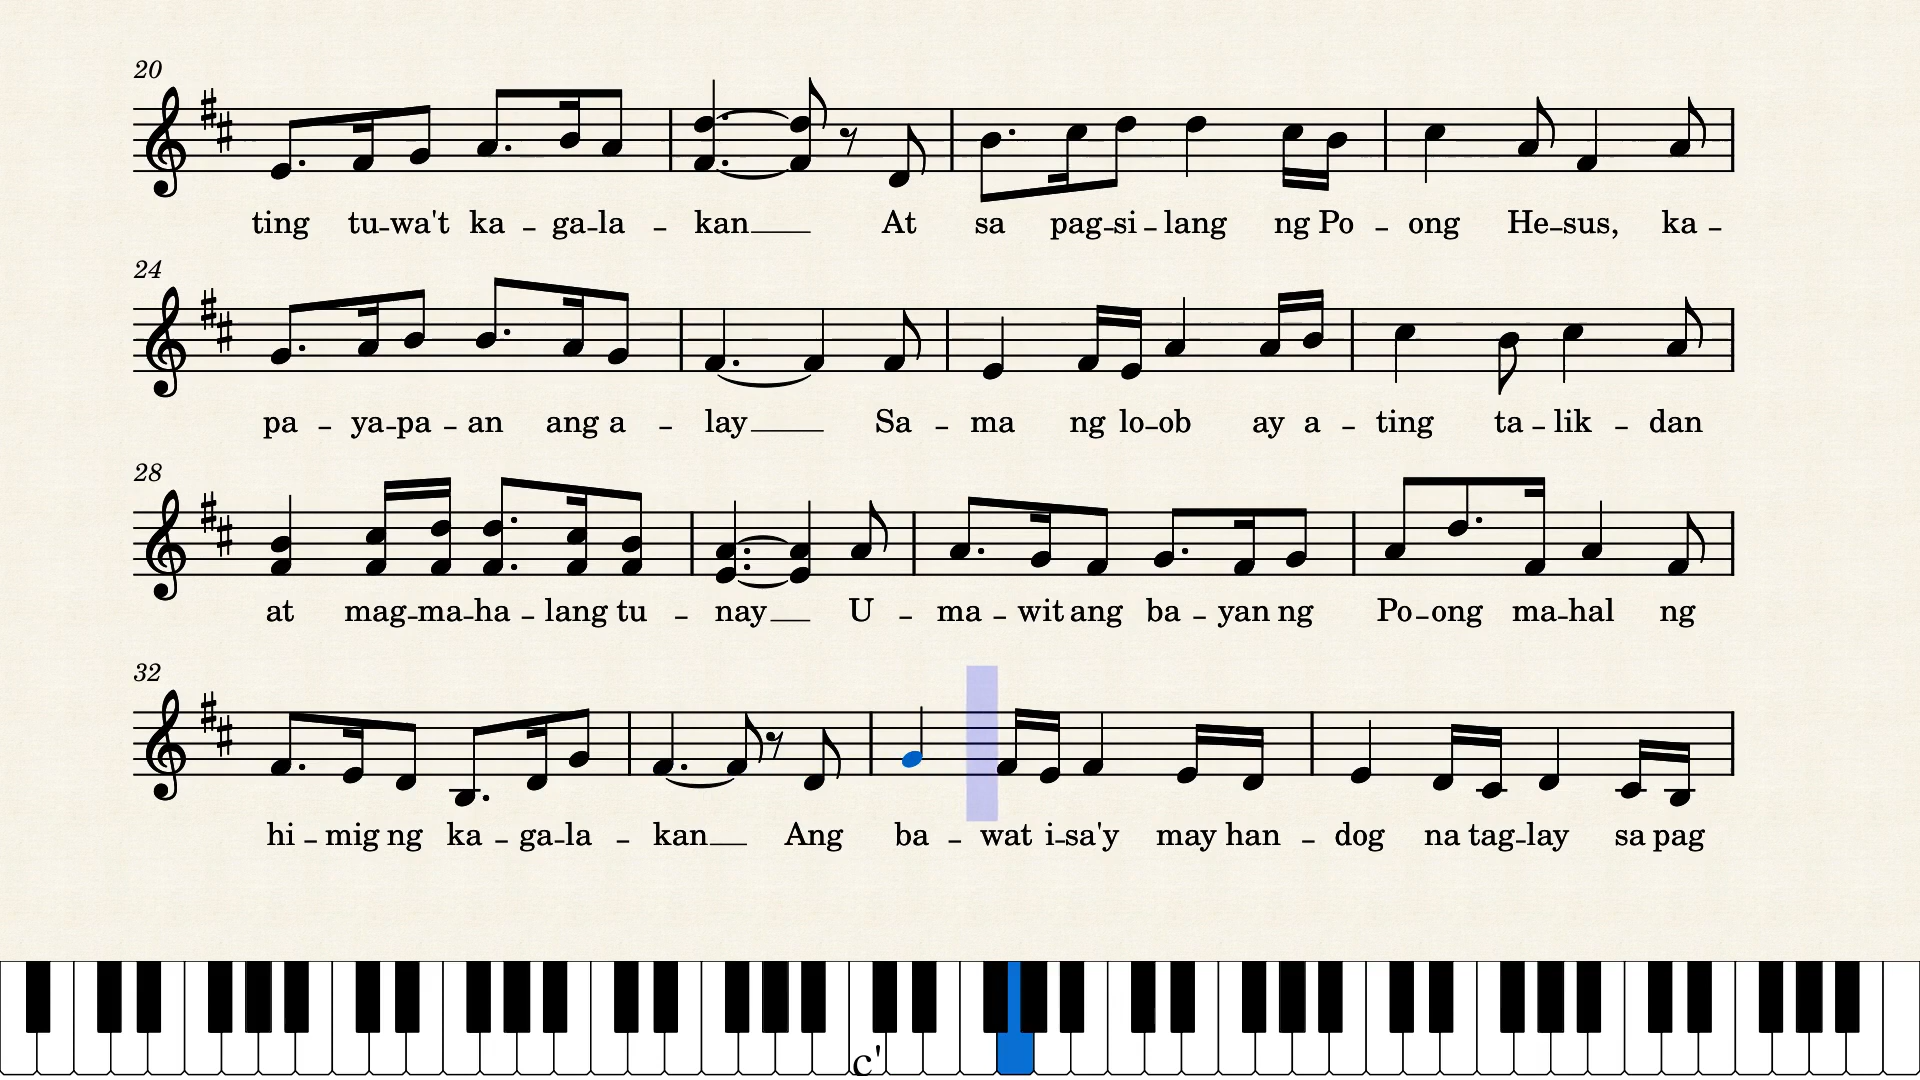 20
ting tu-wa't ka - ga-la - kan At sa pag-si-lang ng Po - ong He-sus, ka -
24
pa - ya-pa - an ang a - lay Sa - ma ng lo-ob ay a - ting ta - lik - dan
28
at mag-ma-ha - lang tu - nay U - ma - wit ang ba - yan ng Po-ong ma-hal ng
32
hi - mig ng ka - ga-la - kan Ang ba - wat i-sa'y may han - dog na tag-lay sa pag
c'